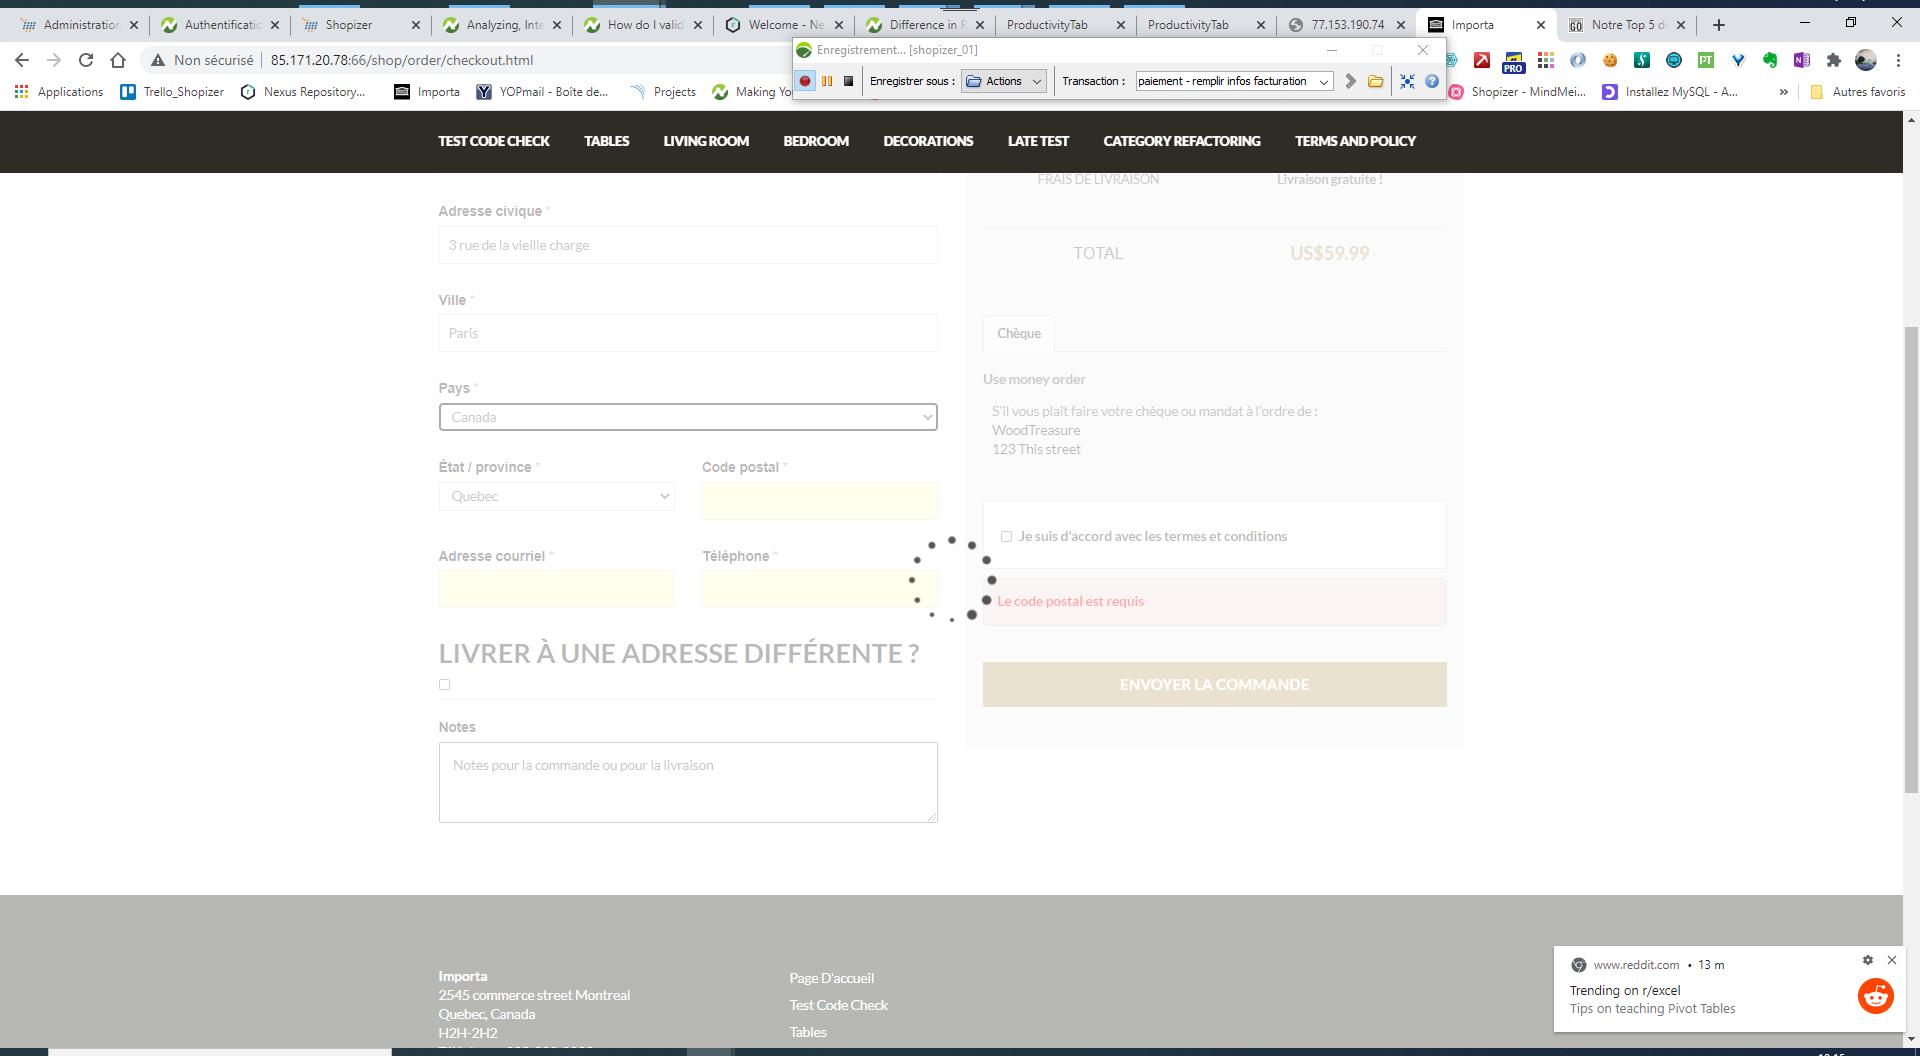 Administration
Authentificatic
Shopizer
Analyzing, Inte
How do I valid
Welcome - Ne
Difference in R
ProductivityTab
ProductivityTab
77.153.190.74
Importa
Notre Top 5 d
Non sécurisé
85.171.20.78:66/shop/order/checkout.html
Enregistrement... [shopizer_01]
Enregistrer sous :
Actions
Transaction :
paiement - remplir infos facturation
Applications
Trello_Shopizer
Nexus Repository...
Importa
YOPmail - Boîte de...
Projects
Making Yo
Shopizer - MindMei...
Installez MySQL - A...
Autres favoris
TEST CODE CHECK
TABLES
LIVING ROOM
BEDROOM
DECORATIONS
LATE TEST
CATEGORY REFACTORING
TERMS AND POLICY
FRAIS DE LIVRAISON
Livraison gratuite !
Adresse civique *
3 rue de la vieille charge
TOTAL
US$59.99
Ville *
Paris
Chèque
Pays *
Canada
Use money order
S'il vous plaît faire votre chèque ou mandat à l'ordre de :
WoodTreasure
123 This street
État / province *
Code postal *
Quebec
Je suis d'accord avec les termes et conditions
Adresse courriel *
Téléphone *
Le code postal est requis
LIVRER À UNE ADRESSE DIFFÉRENTE ?
ENVOYER LA COMMANDE
Notes
Notes pour la commande ou pour la livraison
Importa
2545 commerce street Montreal
Quebec, Canada
H2H-2H2
Page D'accueil
Test Code Check
Tables
www.reddit.com • 13 m
Trending on r/excel
Tips on teaching Pivot Tables